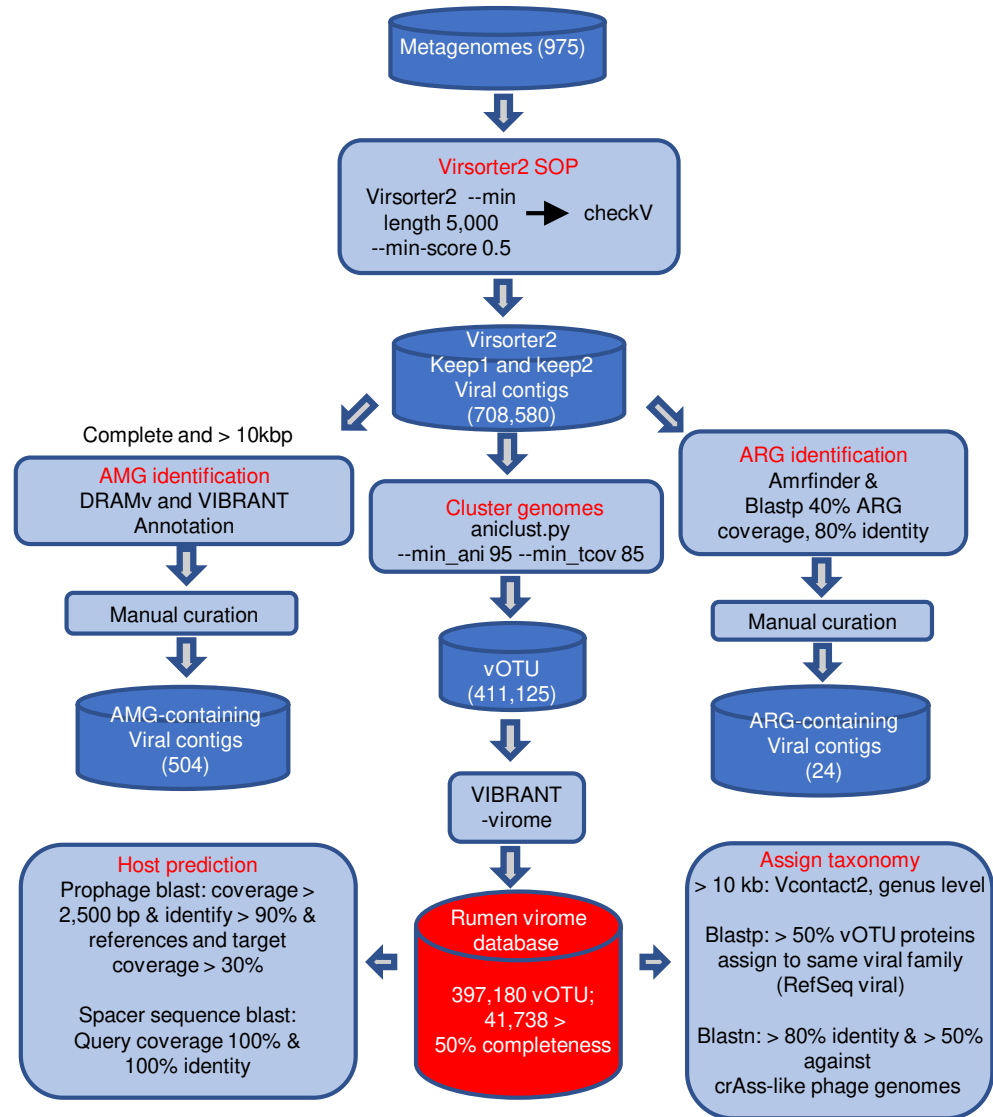 Metagenomes (975)
Virsorter2 SOP
Virsorter2 --min
length 5,000
--min-score 0.5
checkV
Virsorter2
Keep1 and keep2
Viral contigs
(708,580)
Complete and > 10kbp
AMG identification
DRAMv and VIBRANT
Annotation
Manual curation
AMG-containing
Viral contigs
(504)
Cluster genomes
aniclust.py
--min_ani 95 --min_tcov 85
vOTU
(411,125)
VIBRANT
-virome
ARG identification
Amrfinder &
Blastp 40% ARG
coverage, 80% identity
Manual curation
ARG-containing
Viral contigs
(24)
Host prediction
Prophage blast: coverage >
2,500 bp & identify > 90% &
references and target
coverage > 30%
Spacer sequence blast:
Query coverage 100% &
100% identity
Rumen virome
database
397,180 vOTU;
41,738 >
50% completeness
Assign taxonomy
> 10 kb: Vcontact2, genus level
Blastp: > 50% vOTU proteins
assign to same viral family
(RefSeq viral)
Blastn: > 80% identity & > 50%
against
crAss-like phage genomes